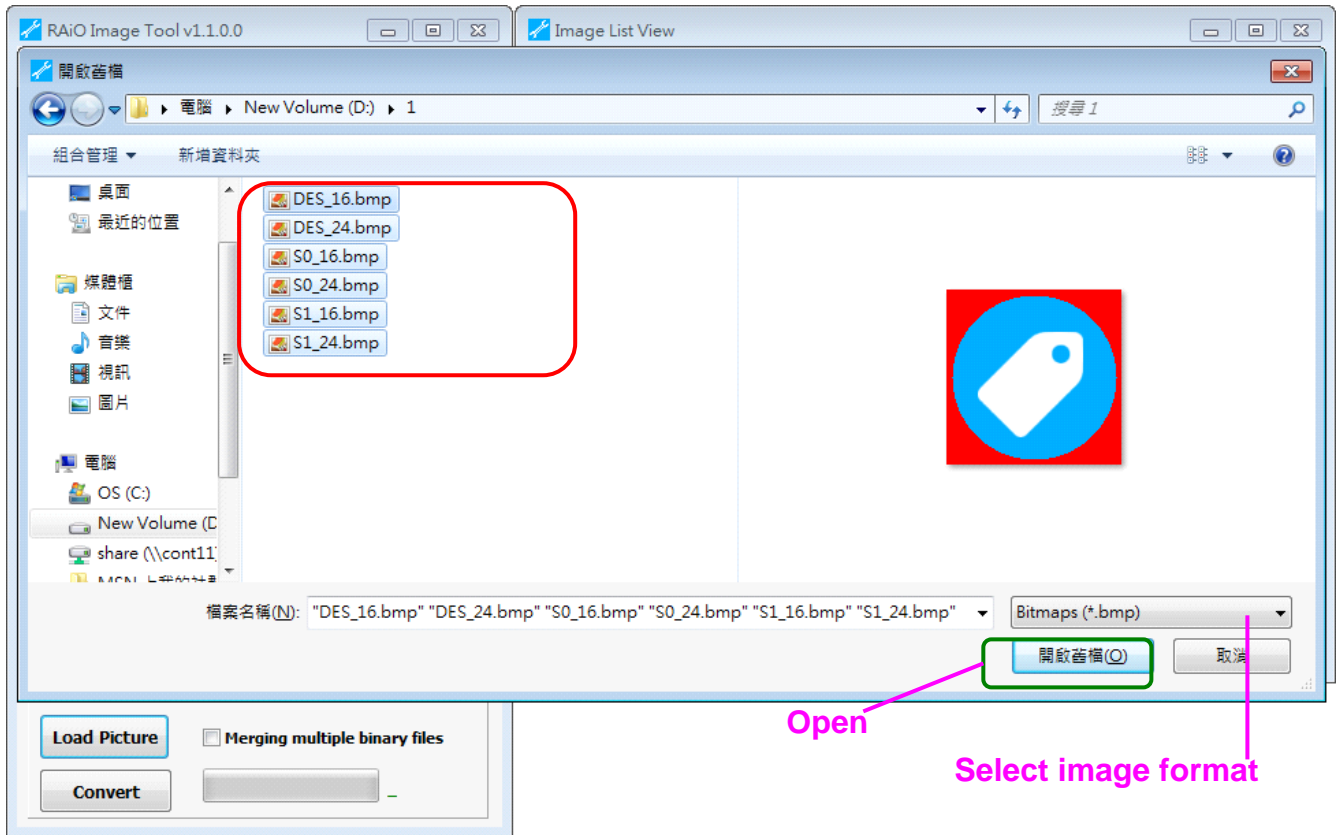 RAiO Image Tool v1.1.0.0
Image List View
開啟舊檔
電腦 New Volume (D:) 1
搜尋 1
組合管理 新增資料夾
桌面
最近的位置
媒體櫃
文件
音樂
視訊
圖片
電腦
OS (C:)
New Volume (D
share (\\cont11)
MSN 上我的
DES_16.bmp
DES_24.bmp
S0_16.bmp
S0_24.bmp
S1_16.bmp
S1_24.bmp
檔案名稱(N): "DES_16.bmp" "DES_24.bmp" "S0_16.bmp" "S0_24.bmp" "S1_16.bmp" "S1_24.bmp"
Bitmaps (*.bmp)
開啟舊檔(O) 取消
Open
Select image format
Load Picture Merging multiple binary files
Convert